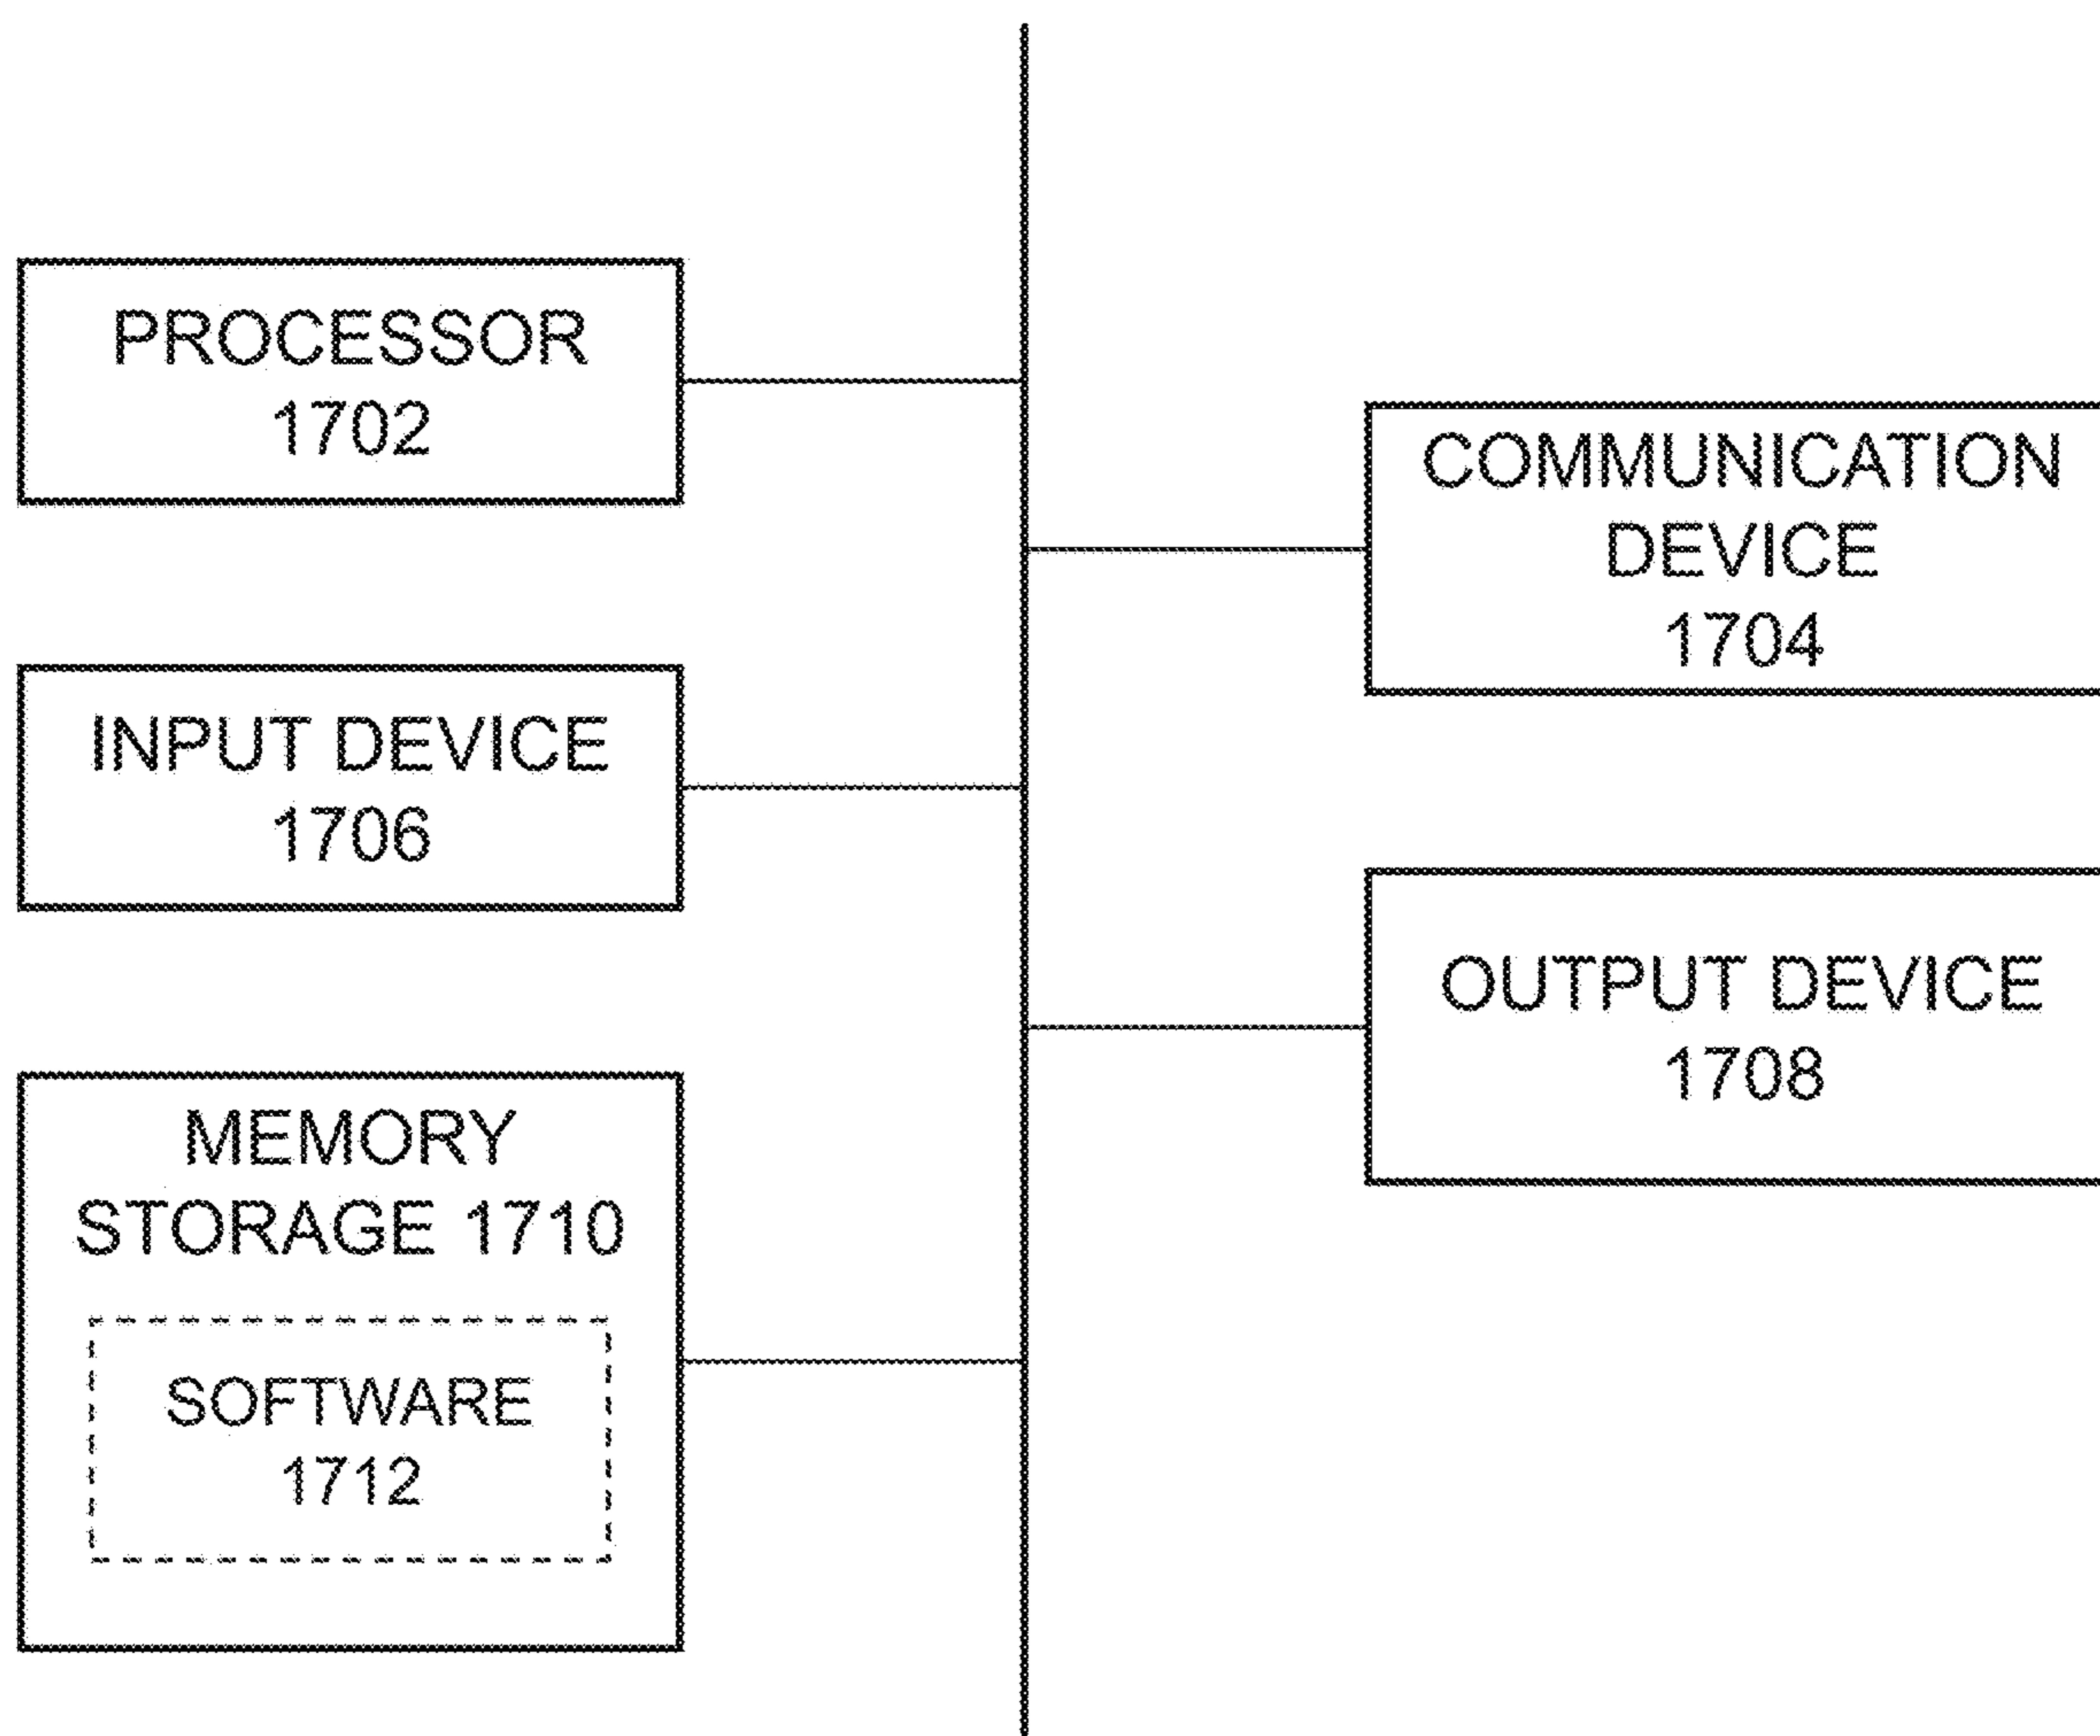 PROCESSOR
1702
COMMUNICATION
DEVICE
1704
INPUT DEVICE
1706
OUTPUT DEVICE
1708
MEMORY
STORAGE 1710
SOFTWARE
1712